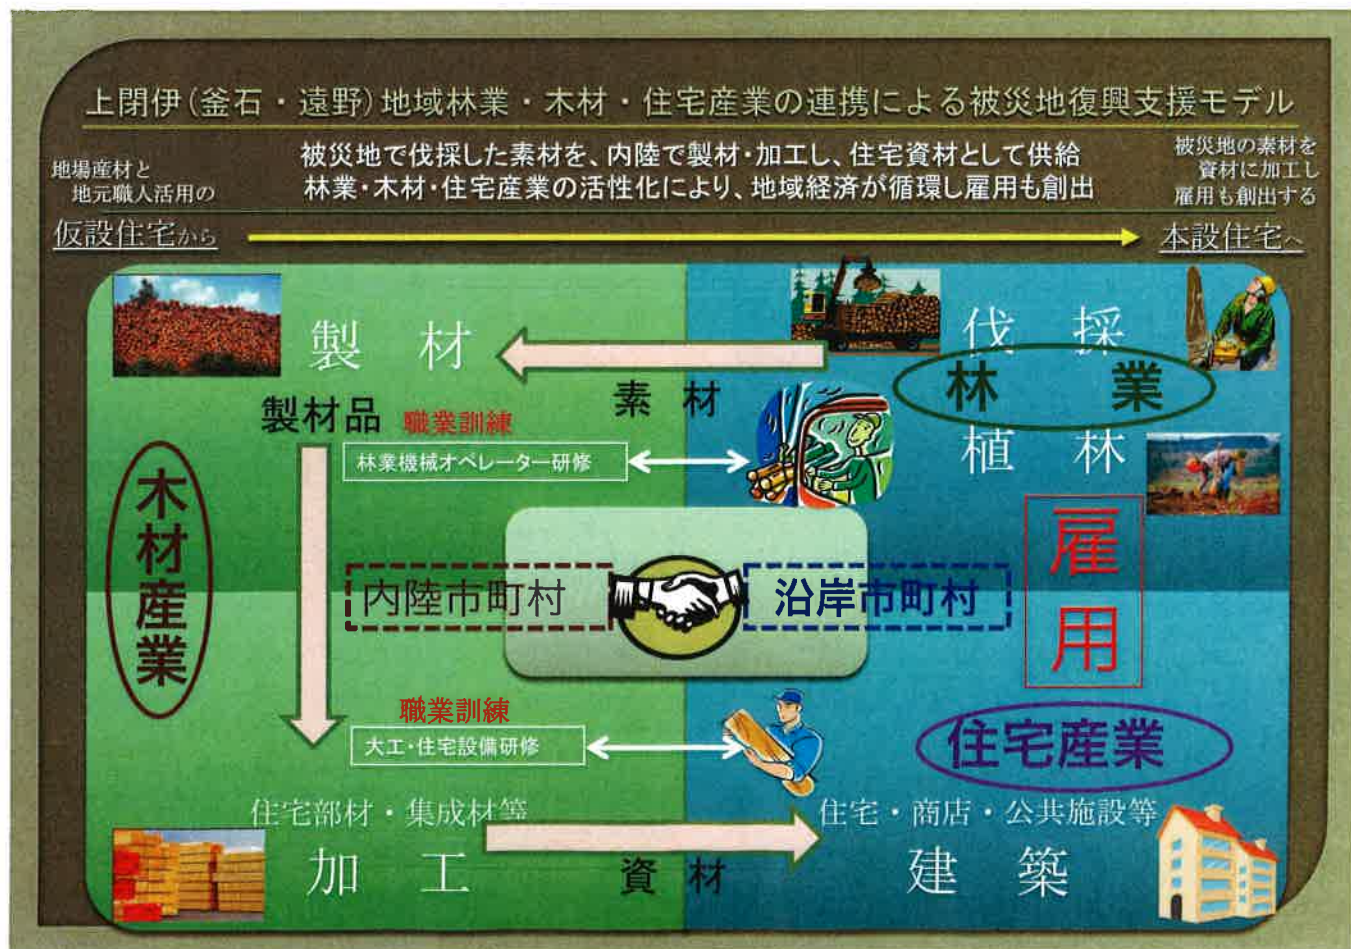 上閉伊(釜石・遠野)地域林業・木材・住宅産業の連携による被災地復興支援モデル
地場産材と
地元職人活用の
仮設住宅から
被災地で伐採した素材を、内陸で製材・加工し、住宅資材として供給
林業・木材・住宅産業の活性化により、地域経済が循環し雇用も創出
被災地の素材を
資材に加工し
雇用も創出する
本設住宅へ
製 材
伐 採
林 業
素 材
製材品
職業訓練
林業機械オペレーター研修
植 林
木材産業
雇用
内陸市町村
沿岸市町村
職業訓練
大工・住宅設備研修
住宅産業
住宅部材・集成材等
住宅・商店・公共施設等
加 工
資 材
建 築